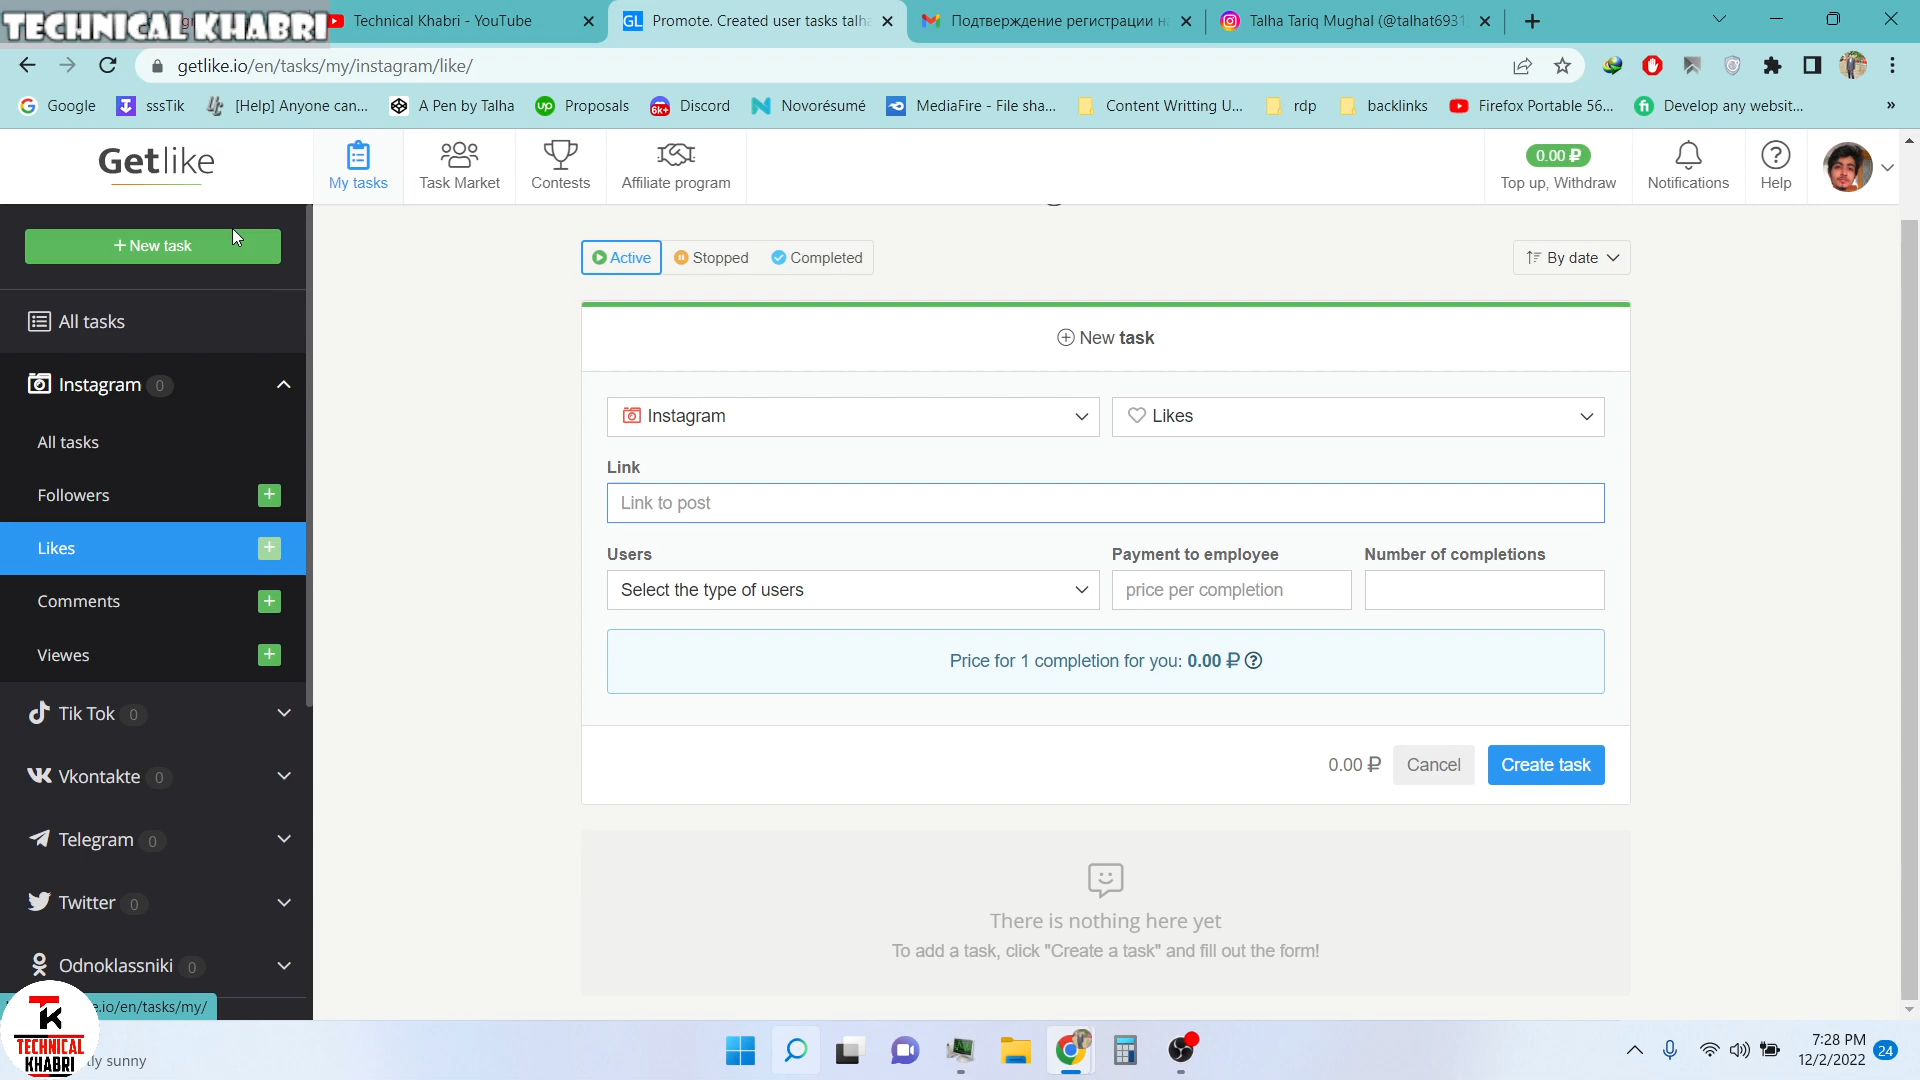 TECHNICAL KHABRI
Technical Khabri - YouTube
GL Promote. Created user tasks talh
Подтверждение регистрации н
Talha Tariq Mughal (@talhat6931
getlike.io/en/tasks/my/instagram/like/
Google
sssTik
[Help] Anyone can...
A Pen by Talha
up Proposals
6k+ Discord
Novorésumé
MediaFire - File sha...
Content Writting U...
rdp
backlinks
Firefox Portable 56...
Develop any websit...
»
Getlike
My tasks
Task Market
Contests
Affiliate program
0.00 ₽
Top up, Withdraw
Notifications
Help
+ New task
All tasks
Instagram 0
All tasks
Followers +
Likes +
Comments +
Viewes +
Tik Tok 0
Vkontakte 0
Telegram 0
Twitter 0
Odnoklassniki 0
e.io/en/tasks/my/
Active
Stopped
Completed
By date
New task
Instagram
Likes
Link
Link to post
Users
Payment to employee
Number of completions
Select the type of users
price per completion
Price for 1 completion for you: 0.00 ₽
0.00 ₽
Cancel
Create task
There is nothing here yet
To add a task, click "Create a task" and fill out the form!
TK
TECHNICAL
KHABRI
tly sunny
7:28 PM
12/2/2022
24